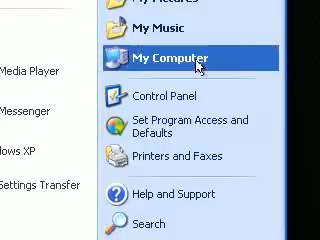 My Pictures
My Music
My Computer
Control Panel
Set Program Access and
Defaults
Printers and Faxes
Help and Support
Search
Media Player
Messenger
ows XP
Settings Transfer